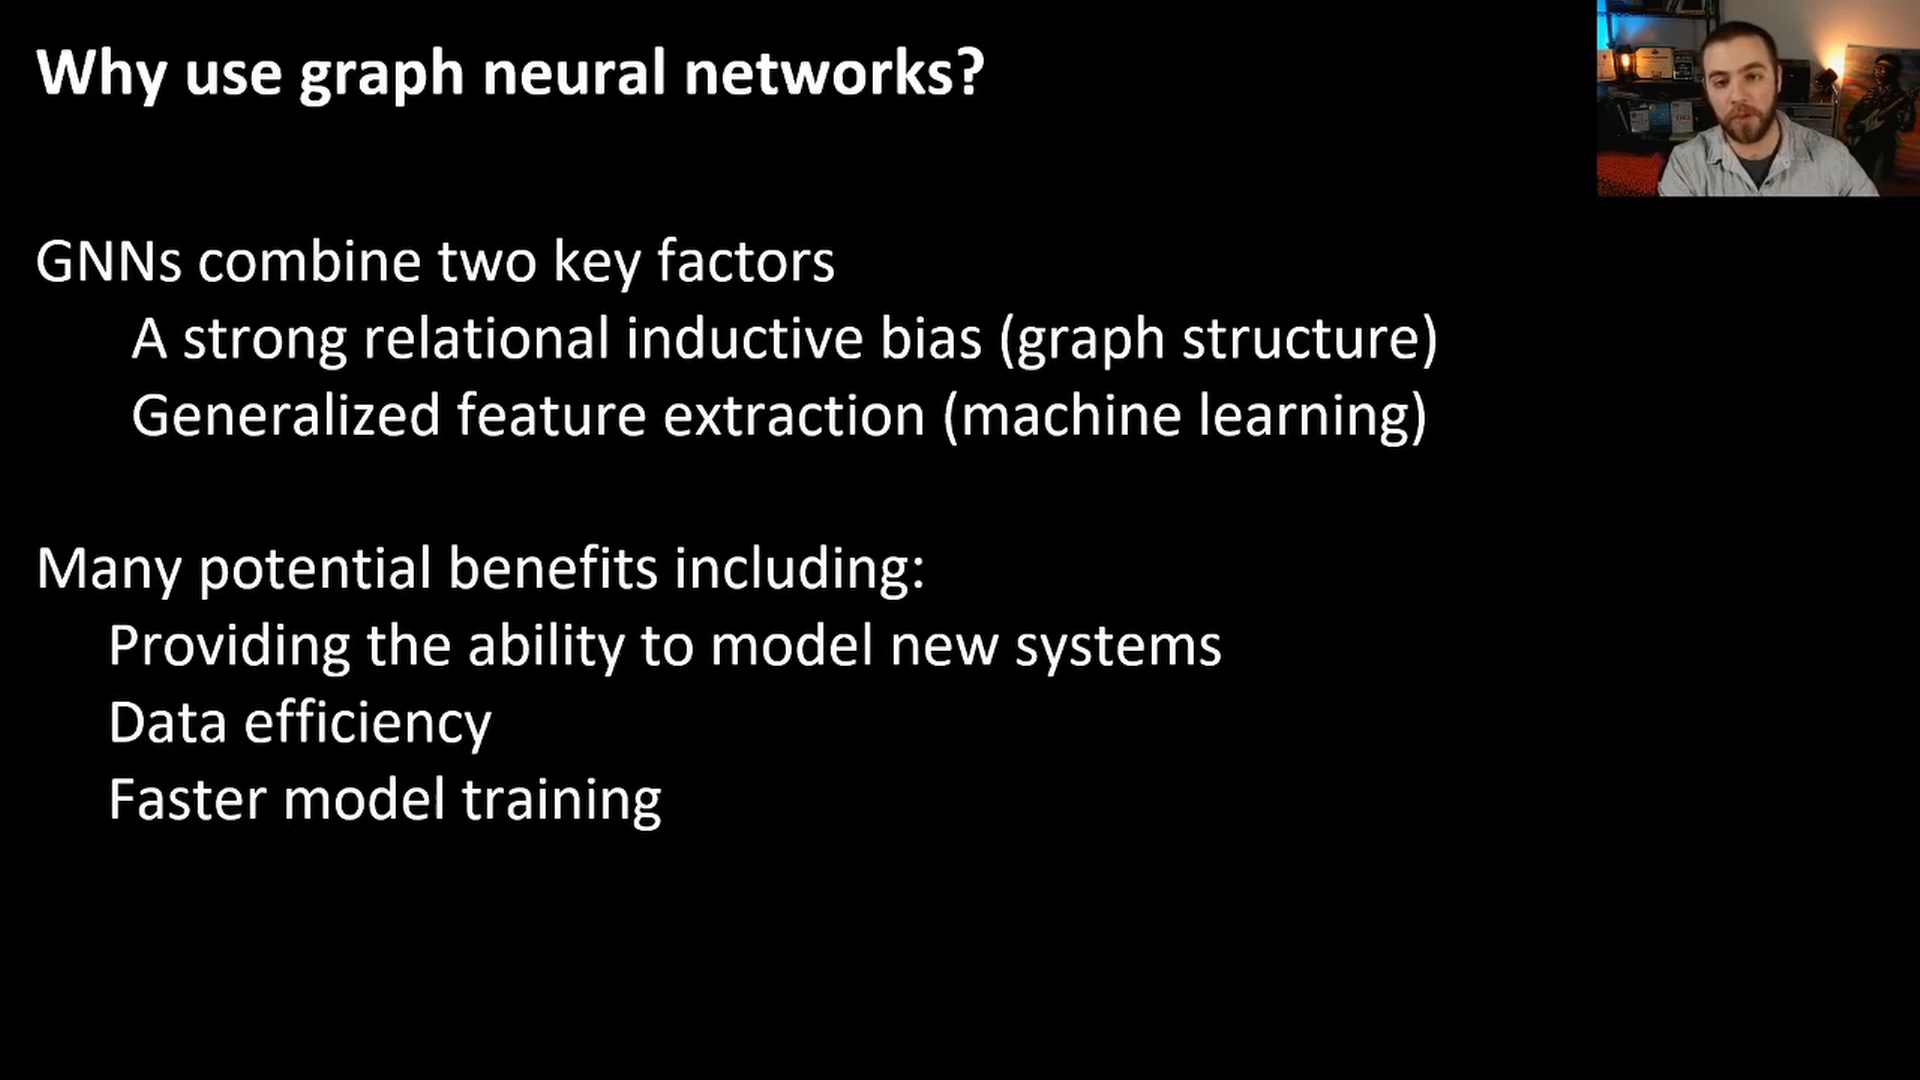 Why use graph neural networks?
GNNs combine two key factors
A strong relational inductive bias (graph structure)
Generalized feature extraction (machine learning)
Many potential benefits including:
Providing the ability to model new systems
Data efficiency
Faster model training